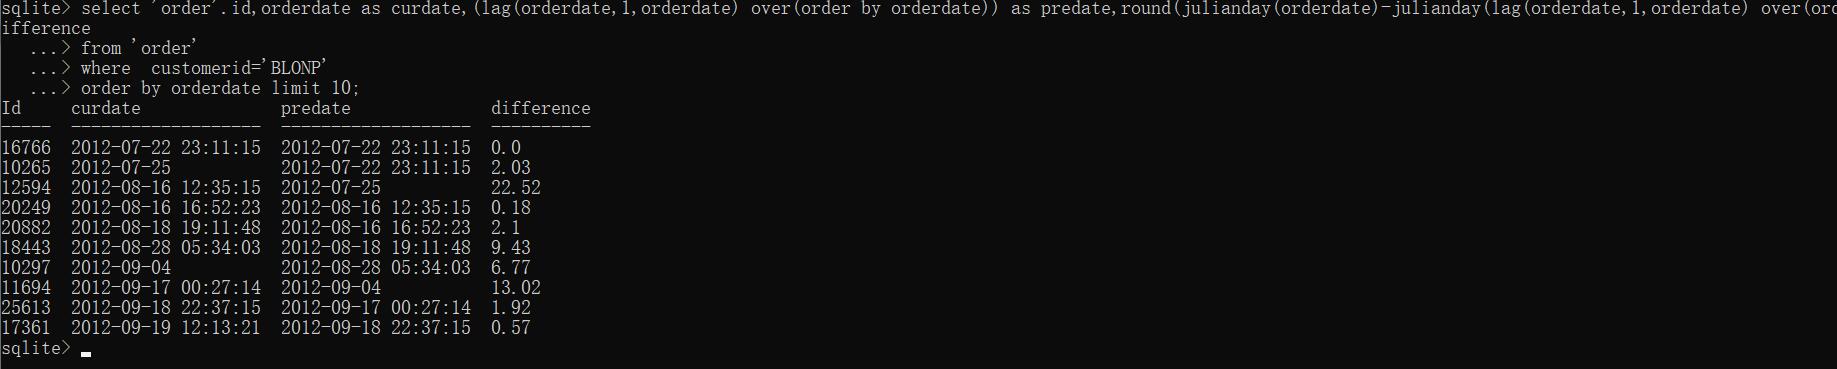 sqlite> select 'order'.id,orderdate as curdate,(lag(orderdate,1,orderdate) over(order by orderdate)) as predate,round(julianday(orderdate)-julianday(lag(orderdate,1,orderdate) over(ord
ifference
   ...> from 'order'
   ...> where  customerid='BLONP'
   ...> order by orderdate limit 10;
Id     curdate              predate              difference
-----  -------------------  -------------------  ----------
16766  2012-07-22 23:11:15  2012-07-22 23:11:15  0.0
10265  2012-07-25           2012-07-22 23:11:15  2.03
12594  2012-08-16 12:35:15  2012-07-25           22.52
20249  2012-08-16 16:52:23  2012-08-16 12:35:15  0.18
20882  2012-08-18 19:11:48  2012-08-16 16:52:23  2.1
18443  2012-08-28 05:34:03  2012-08-18 19:11:48  9.43
10297  2012-09-04           2012-08-28 05:34:03  6.77
11694  2012-09-17 00:27:14  2012-09-04           13.02
25613  2012-09-18 22:37:15  2012-09-17 00:27:14  1.92
17361  2012-09-19 12:13:21  2012-09-18 22:37:15  0.57
sqlite>